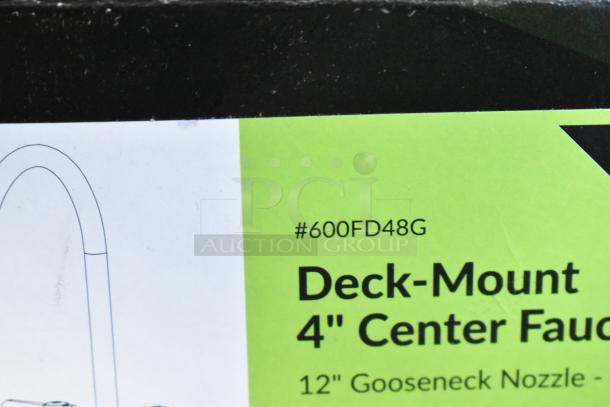 PCi
AUCTION GROUP
#600FD48G
Deck-Mount
4" Center Fauc
12" Gooseneck Nozzle -